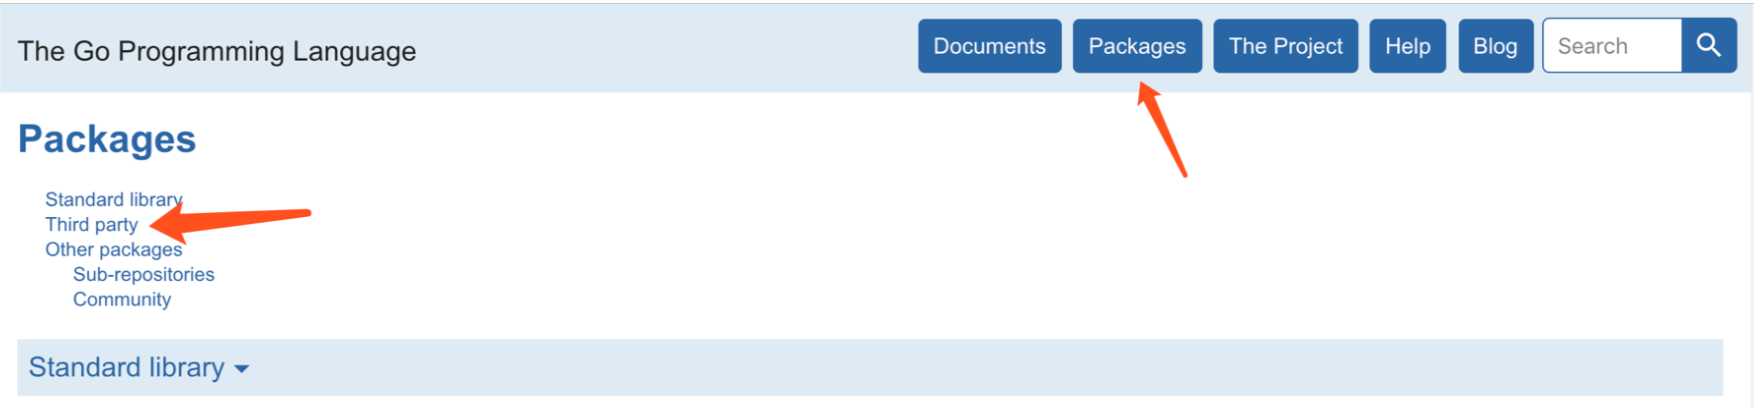 The Go Programming Language
Documents Packages The Project Help Blog Search
Packages
Standard library
Third party
Other packages
Sub-repositories
Community
Standard library